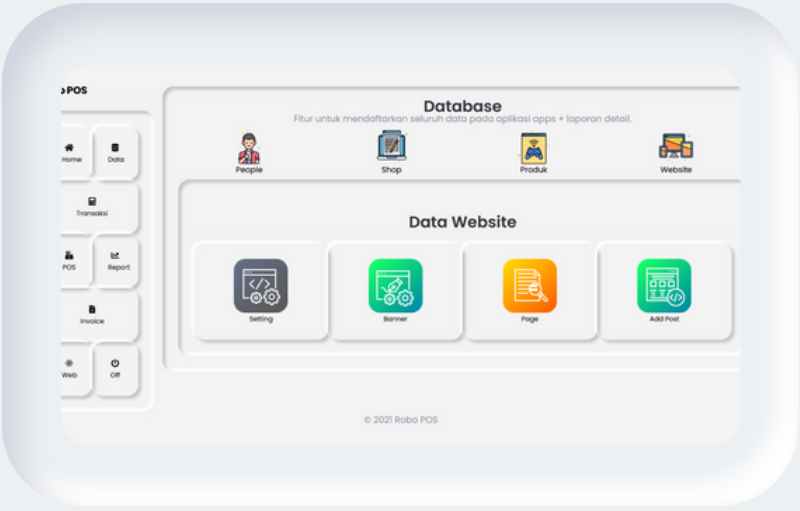 o POS
Home
Data
Transaksi
POS
Report
Invoice
Web
Off
Database
Fitur untuk mendaftarkan seluruh data pada aplikasi apps + laporan detail.
People
Shop
Produk
Website
Data Website
Setting
Banner
Page
Add Post
© 2021 Robo POS